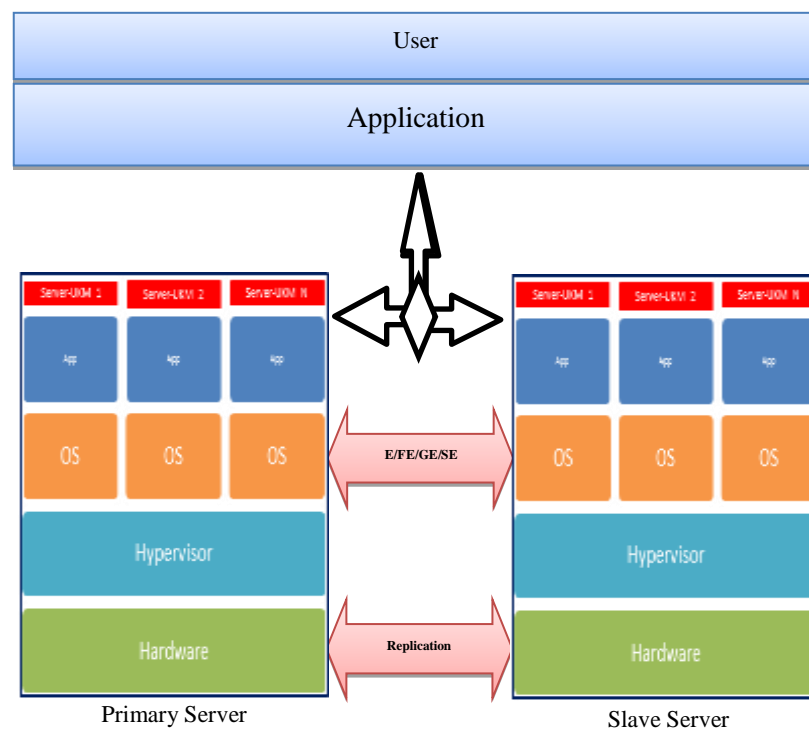 User
Application
Server-UKM 1
Server-UKM 2
Server-UKM N
App
App
App
OS
OS
OS
Hypervisor
Hardware
Primary Server
E/FE/GE/SE
Replication
Server-UKM 1
Server-UKM 2
Server-UKM N
App
App
App
OS
OS
OS
Hypervisor
Hardware
Slave Server